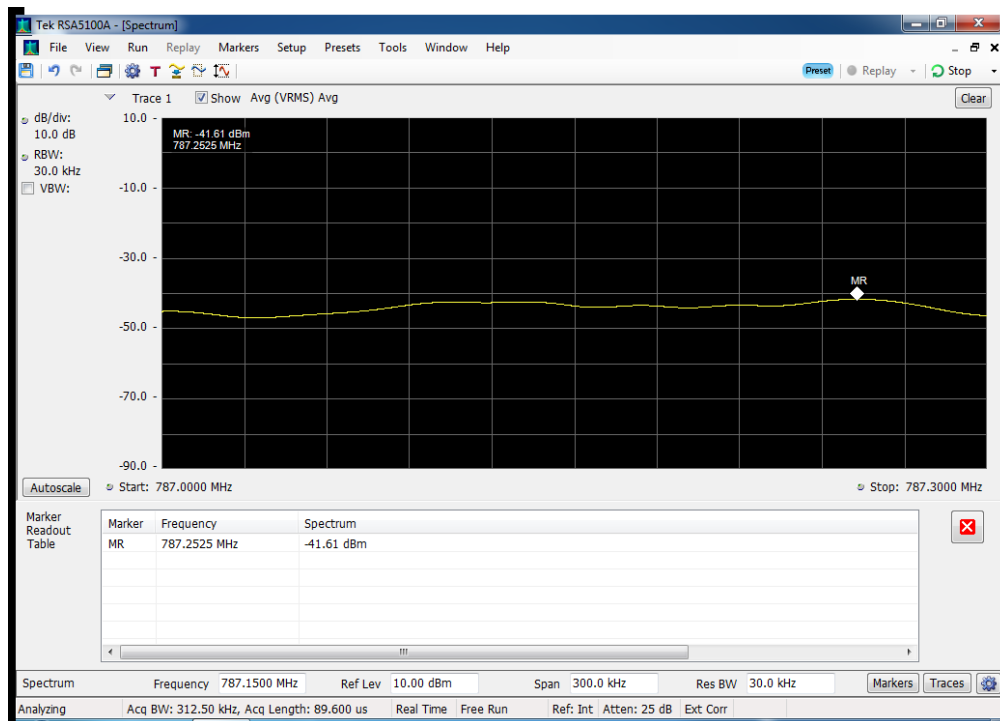 Tek RSA5100A - [Spectrum]
File View Run Replay Markers Setup Presets Tools Window Help
T Preset Replay Stop
Trace 1 Show Avg (VRMS) Avg Clear
dB/div: 10.0
10.0 dB
MR: -41.61 dBm
787.2525 MHz
RBW:
30.0 kHz
VBW: -10.0
-30.0
MR
-50.0
-70.0
-90.0
Autoscale Start: 787.0000 MHz Stop: 787.3000 MHz
Marker Readout Table
Marker Frequency Spectrum
MR 787.2525 MHz -41.61 dBm
Spectrum Frequency 787.1500 MHz Ref Lev 10.00 dBm Span 300.0 kHz Res BW 30.0 kHz Markers Traces
Analyzing Acq BW: 312.50 kHz, Acq Length: 89.600 us Real Time Free Run Ref: Int Atten: 25 dB Ext Corr